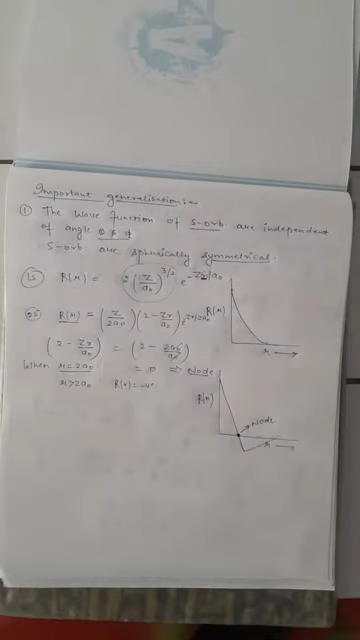 Important generalisation:-
① The wave function of s-orb are independent
of angle θ & φ
s-orb are spherically symmetrical.
1s R(r) = 2 (Z/a₀)^3/2 e^-Zr/a₀
2s R(r) = (Z/2a₀) (2 - Zr/a₀) e^Zr/2a₀
R(r)
r →
(2 - Zr/a₀) = (2 - 2a₀/a₀)
When r = 2a₀ = 0 ⇒ Node
r > 2a₀ R(r) = -ve
R(r)
Node
r →